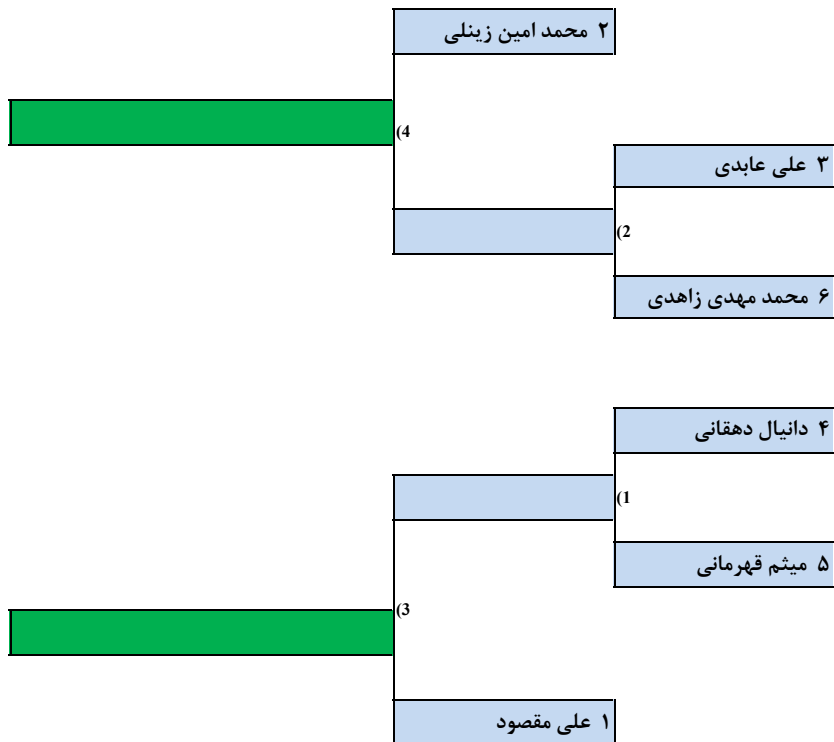 ۲ محمد امین زینلی
(4
۳ علی عابدی
(2
۶ محمد مهدی زاهدی
۴ دانیال دهقانی
(1
۵ میثم قهرمانی
(3
۱ علی مقصود